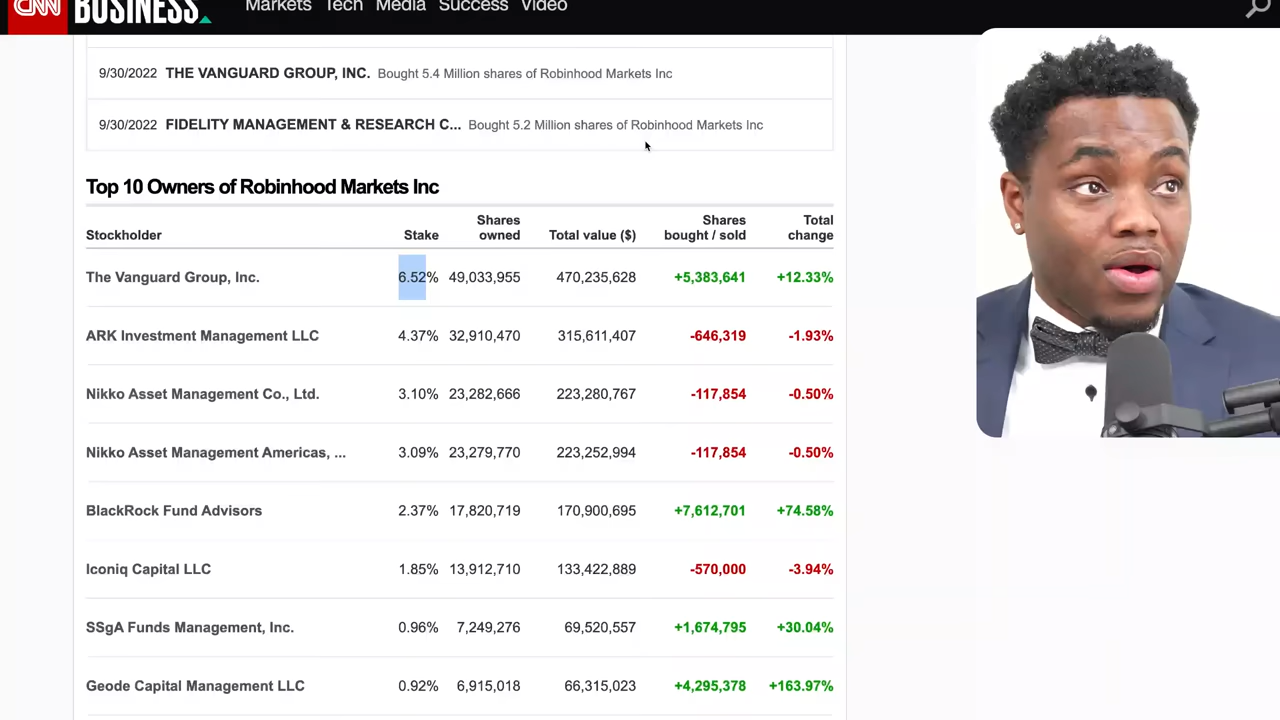 CNN BUSINESS Markets Tech Media Success Video
9/30/2022 THE VANGUARD GROUP, INC. Bought 5.4 Million shares of Robinhood Markets Inc
9/30/2022 FIDELITY MANAGEMENT & RESEARCH C... Bought 5.2 Million shares of Robinhood Markets Inc
Top 10 Owners of Robinhood Markets Inc
Stockholder Stake Shares owned Total value ($) Shares bought / sold Total change
The Vanguard Group, Inc. 6.52% 49,033,955 470,235,628 +5,383,641 +12.33%
ARK Investment Management LLC 4.37% 32,910,470 315,611,407 -646,319 -1.93%
Nikko Asset Management Co., Ltd. 3.10% 23,282,666 223,280,767 -117,854 -0.50%
Nikko Asset Management Americas, ... 3.09% 23,279,770 223,252,994 -117,854 -0.50%
BlackRock Fund Advisors 2.37% 17,820,719 170,900,695 +7,612,701 +74.58%
Iconiq Capital LLC 1.85% 13,912,710 133,422,889 -570,000 -3.94%
SSgA Funds Management, Inc. 0.96% 7,249,276 69,520,557 +1,674,795 +30.04%
Geode Capital Management LLC 0.92% 6,915,018 66,315,023 +4,295,378 +163.97%